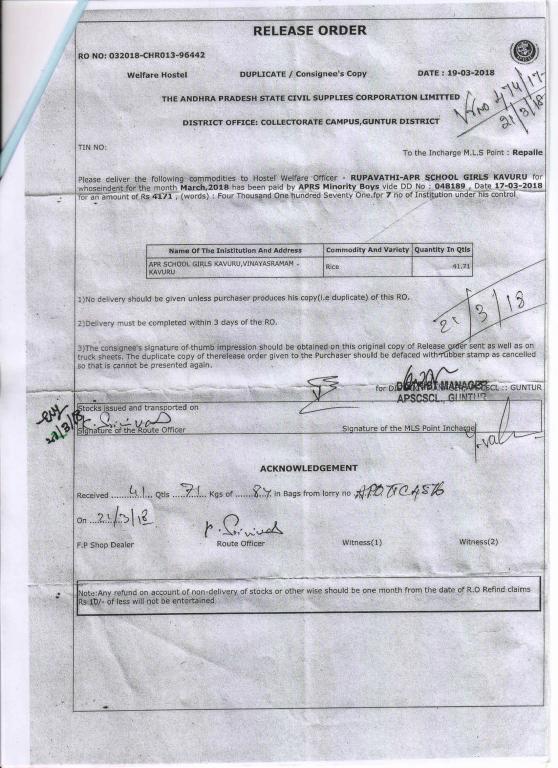 RELEASE ORDER
RO NO: 032018-CHR013-96442
Welfare Hostel DUPLICATE / Consignee's Copy DATE : 19-03-2018
THE ANDHRA PRADESH STATE CIVIL SUPPLIES CORPORATION LIMITTED
474/17-
21/3/18
DISTRICT OFFICE: COLLECTORATE CAMPUS,GUNTUR DISTRICT
TIN NO:
To the Incharge M.L.S Point : Repalle
Please deliver the following commodities to Hostel Welfare Officer - RUPAVATHI-APR SCHOOL GIRLS KAVURU for
whoseindent for the month March,2018 has been paid by APRS Minority Boys vide DD No : 048189 , Date 17-03-2018
for an amount of Rs 4171 , (words) : Four Thousand One hundred Seventy One.for 7 no of Institution under his control
Name Of The Inistitution And Address Commodity And Variety Quantity In Qtls
APR SCHOOL GIRLS KAVURU,VINAYASRAMAM - Rice 41.71
KAVURU
1)No delivery should be given unless purchaser produces his copy(i.e duplicate) of this RO.
21/3/18
2)Delivery must be completed within 3 days of the RO.
3)The consignee's signature of-thumb impression should be obtained on this original copy of Release order sent as well as on
truck sheets. The duplicate copy of therelease order given to the Purchaser should be defaced with rubber stamp as cancelled
so that is cannot be presented again.
for DISTRICT MANAGER APSCSCL :: GUNTUR
APSCSCL, GUNTUR
21/3/18
Stocks issued and transported on
K. Srinivas
Signature of the Route Officer Signature of the MLS Point Incharge
ACKNOWLEDGEMENT
Received ....41.. Qtls ..71.. Kgs of ...84. in Bags from lorry no
On ..21/3/18
K. Srinivas
F.P Shop Dealer Route Officer Witness(1) Witness(2)
Note:Any refund on account of non-delivery of stocks or other wise should be one month from the date of R.O Refind claims
Rs 10/- of less will not be entertained